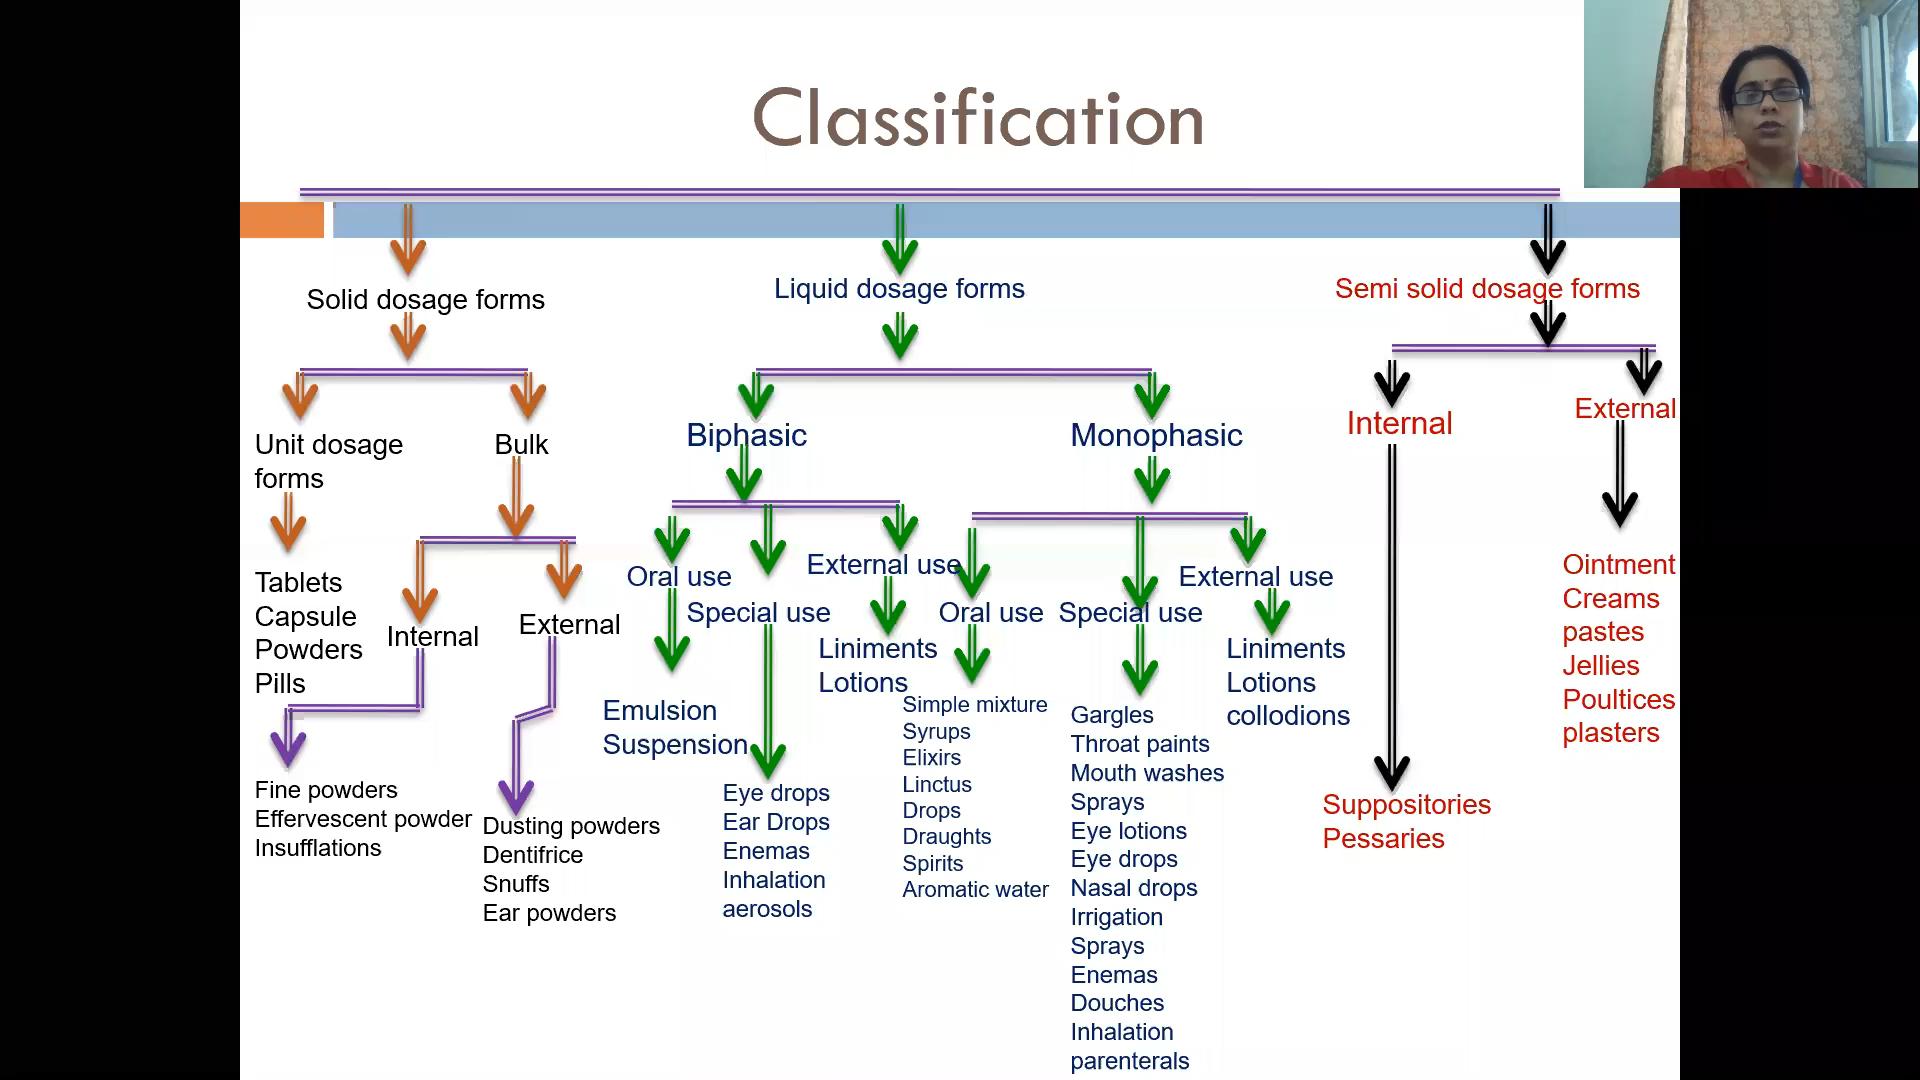 Classification
Solid dosage forms
Liquid dosage forms
Semi solid dosage forms
Unit dosage
forms
Bulk
Biphasic
Monophasic
Internal
External
Tablets
Capsule
Powders
Pills
Internal
External
Fine powders
Effervescent powder
Insufflations
Dusting powders
Dentifrice
Snuffs
Ear powders
Oral use
Special use
External use
Emulsion
Suspension
Eye drops
Ear Drops
Enemas
Inhalation
aerosols
Liniments
Lotions
Oral use
Special use
External use
Simple mixture
Syrups
Elixirs
Linctus
Drops
Draughts
Spirits
Aromatic water
Gargles
Throat paints
Mouth washes
Sprays
Eye lotions
Eye drops
Nasal drops
Irrigation
Sprays
Enemas
Douches
Inhalation
parenterals
Liniments
Lotions
collodions
Suppositories
Pessaries
Ointment
Creams
pastes
Jellies
Poultices
plasters